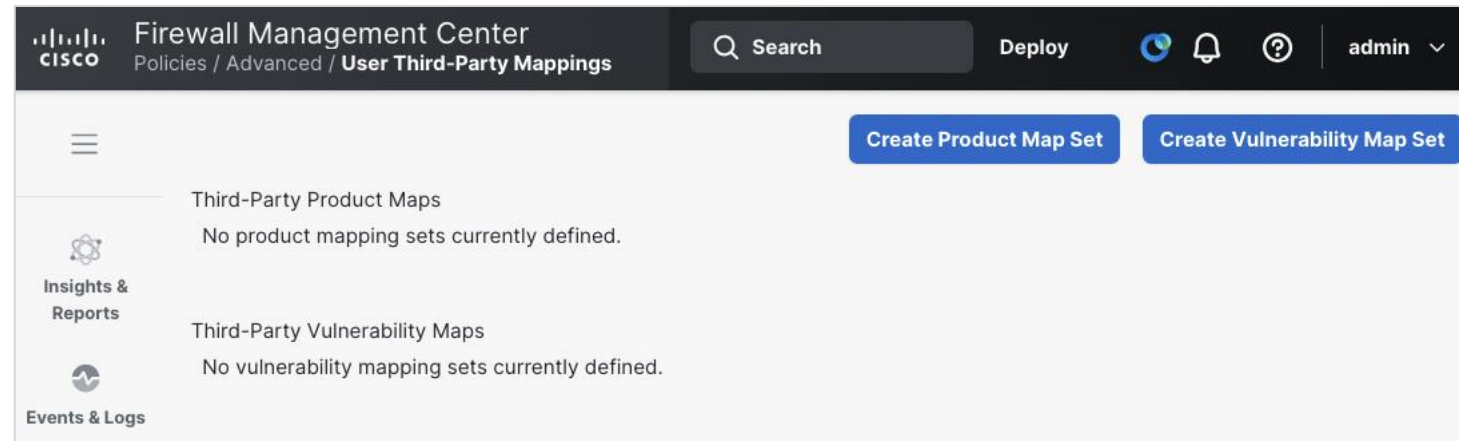 CISCO
Firewall Management Center
Policies / Advanced / User Third-Party Mappings
Search
Deploy
admin
Create Product Map Set
Create Vulnerability Map Set
Third-Party Product Maps
No product mapping sets currently defined.
Insights &
Reports
Third-Party Vulnerability Maps
No vulnerability mapping sets currently defined.
Events & Logs